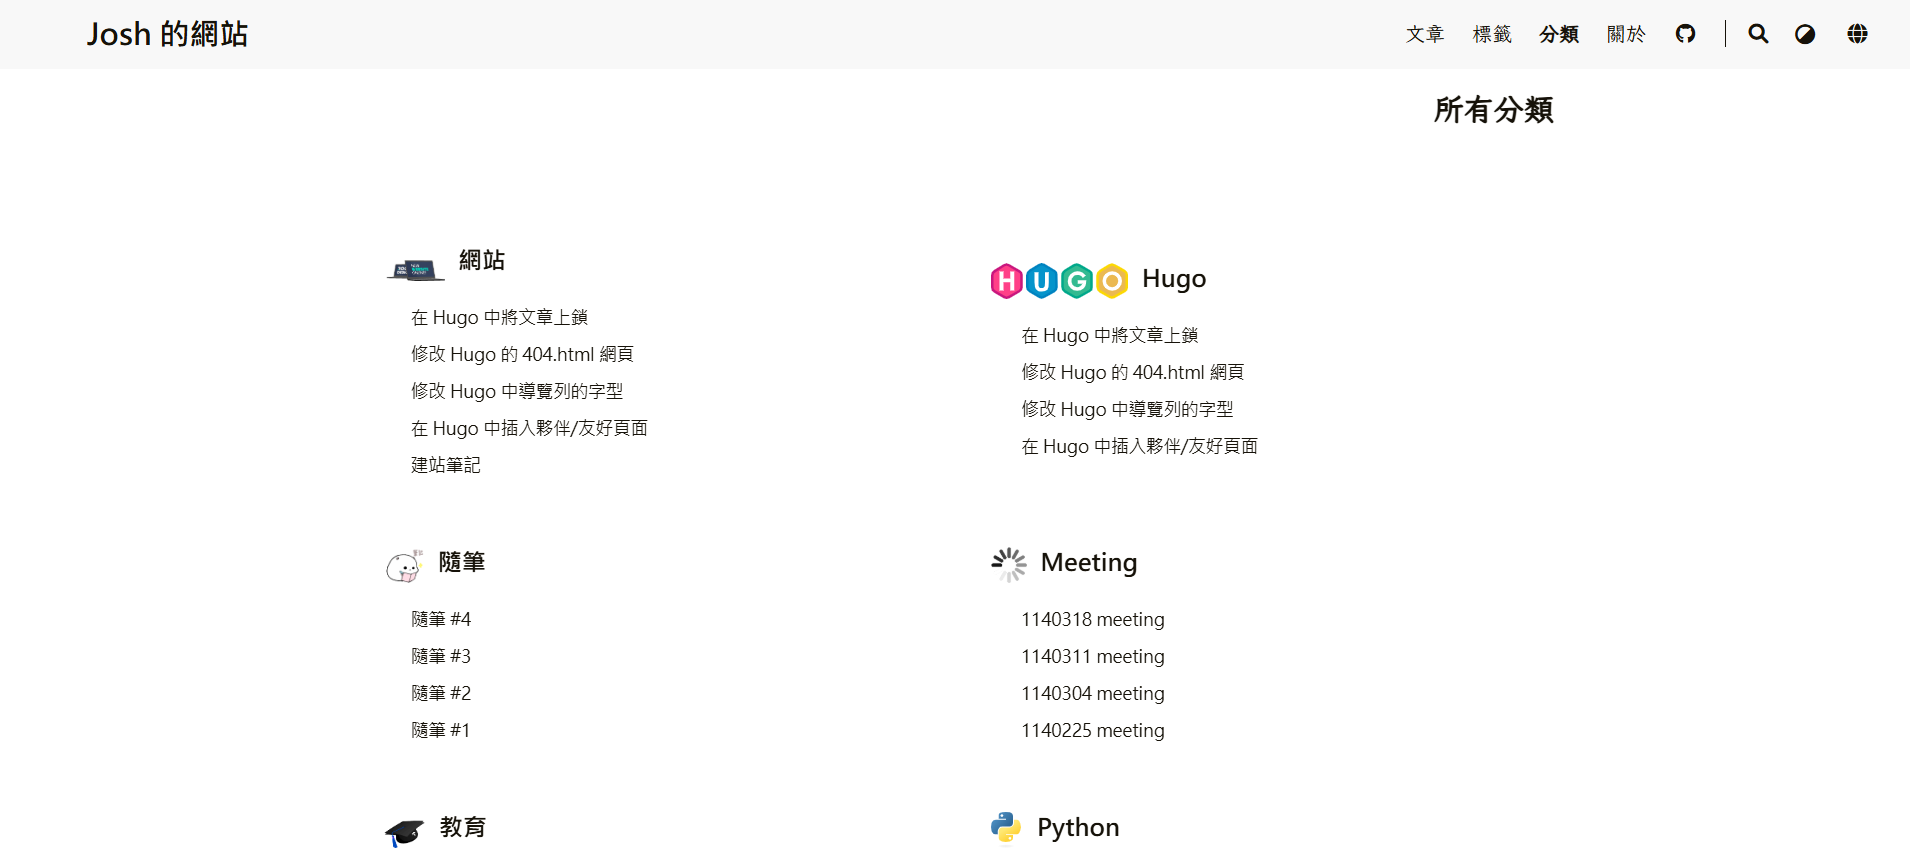 Josh 的網站
文章 標籤 分類 關於
所有分類
網站
在 Hugo 中將文章上鎖
修改 Hugo 的 404.html 網頁
修改 Hugo 中導覽列的字型
在 Hugo 中插入夥伴/友好頁面
建站筆記
HUGO Hugo
在 Hugo 中將文章上鎖
修改 Hugo 的 404.html 網頁
修改 Hugo 中導覽列的字型
在 Hugo 中插入夥伴/友好頁面
隨筆
隨筆 #4
隨筆 #3
隨筆 #2
隨筆 #1
Meeting
1140318 meeting
1140311 meeting
1140304 meeting
1140225 meeting
教育
Python